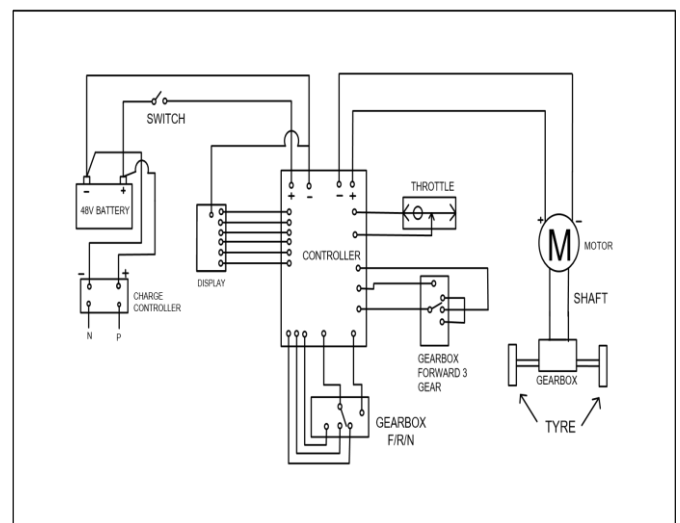 SWITCH
- +
48V BATTERY
- +
CHARGE
CONTROLLER
N P
DISPLAY
+ - - +
CONTROLLER
THROTTLE
GEARBOX
FORWARD 3
GEAR
GEARBOX
F/R/N
+ -
M
MOTOR
SHAFT
GEARBOX
TYRE